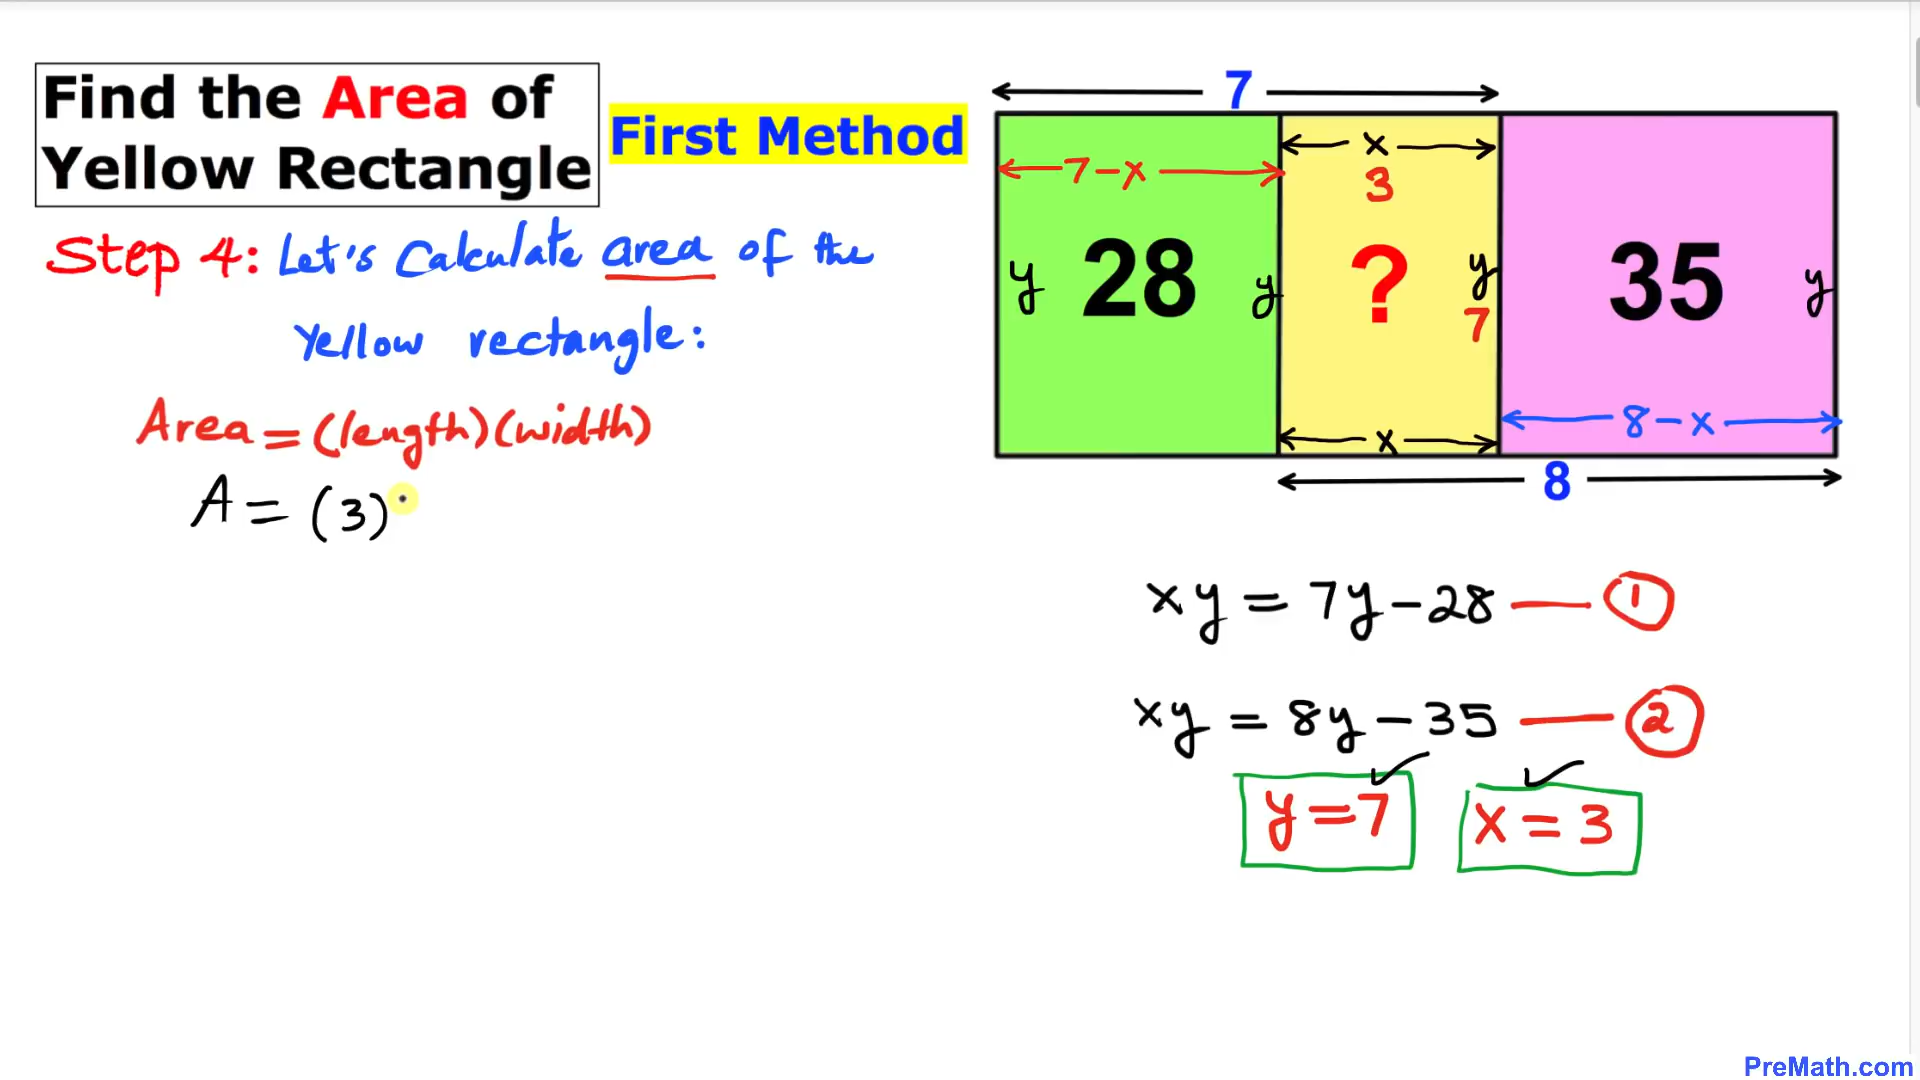 Find the Area of
Yellow Rectangle
First Method
Step 4: Let's Calculate area of the
Yellow rectangle:
Area = (length)(width)
A = (3)
7
x
7-x
3
y 28 y ? y 35 y
7
x
8-x
8
xy = 7y-28 — 1
xy = 8y-35 — 2
y=7 x=3
PreMath.com